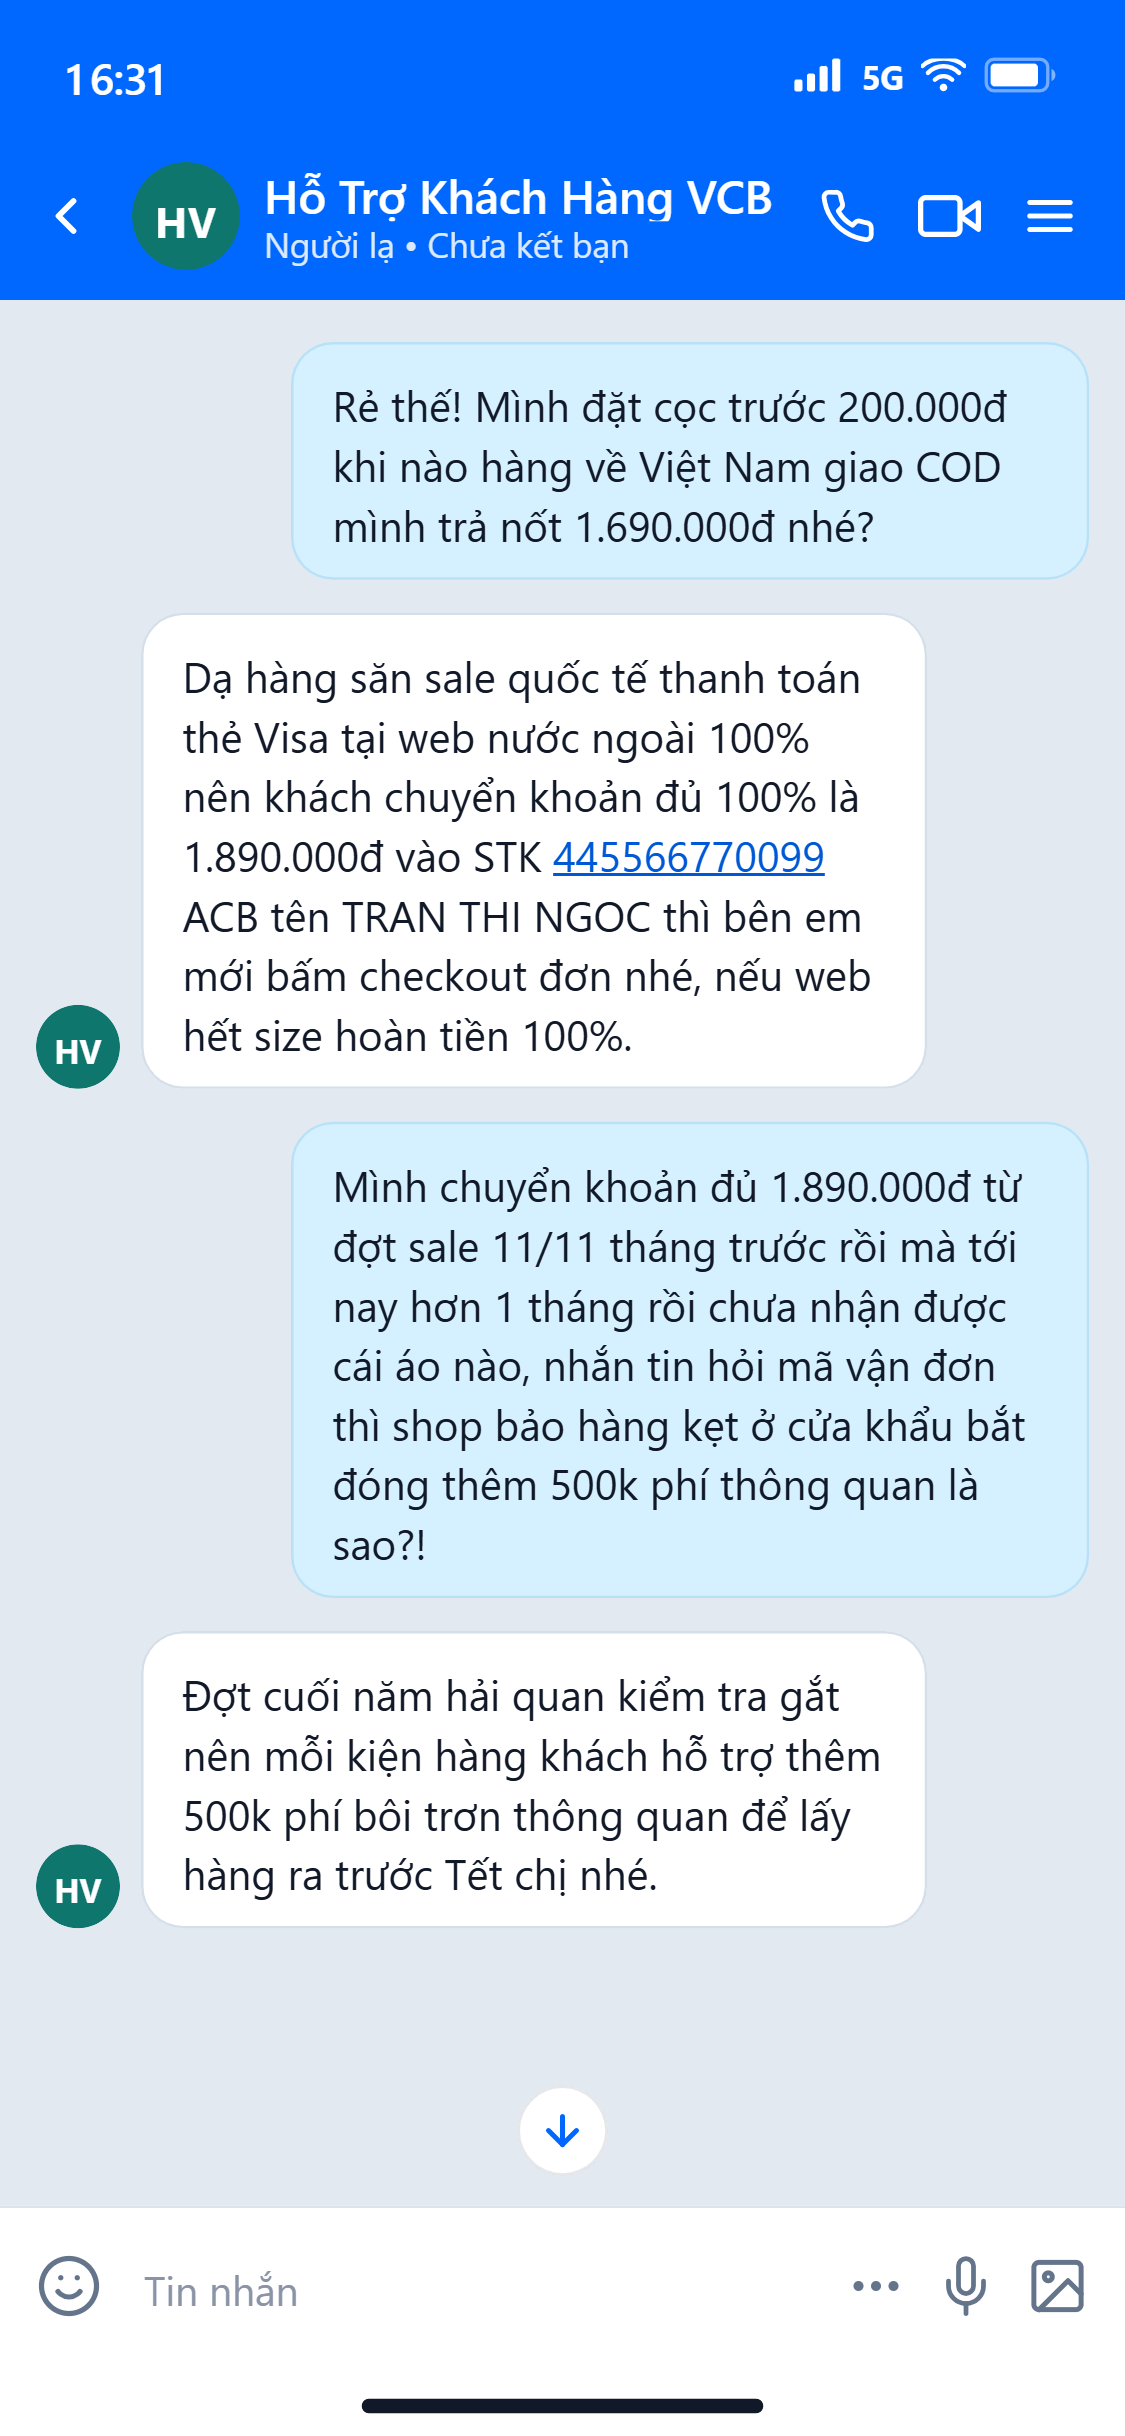 16:31
5G
HV
Hỗ Trợ Khách Hàng VCB
Người lạ • Chưa kết bạn
Rẻ thế! Mình đặt cọc trước 200.000đ
khi nào hàng về Việt Nam giao COD
mình trả nốt 1.690.000đ nhé?
Dạ hàng săn sale quốc tế thanh toán
thẻ Visa tại web nước ngoài 100%
nên khách chuyển khoản đủ 100% là
1.890.000đ vào STK 445566770099
ACB tên TRAN THI NGOC thì bên em
mới bấm checkout đơn nhé, nếu web
hết size hoàn tiền 100%.
HV
Mình chuyển khoản đủ 1.890.000đ từ
đợt sale 11/11 tháng trước rồi mà tới
nay hơn 1 tháng rồi chưa nhận được
cái áo nào, nhắn tin hỏi mã vận đơn
thì shop bảo hàng kẹt ở cửa khẩu bắt
đóng thêm 500k phí thông quan là
sao?!
Đợt cuối năm hải quan kiểm tra gắt
nên mỗi kiện hàng khách hỗ trợ thêm
500k phí bôi trơn thông quan để lấy
hàng ra trước Tết chị nhé.
HV
Tin nhắn